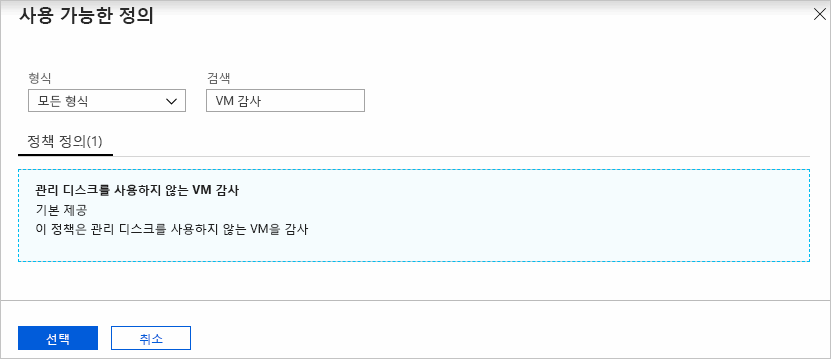 사용 가능한 정의
형식
검색
모든 형식
VM 감사
정책 정의(1)
관리 디스크를 사용하지 않는 VM 감사
기본 제공
이 정책은 관리 디스크를 사용하지 않는 VM을 감사
선택
취소